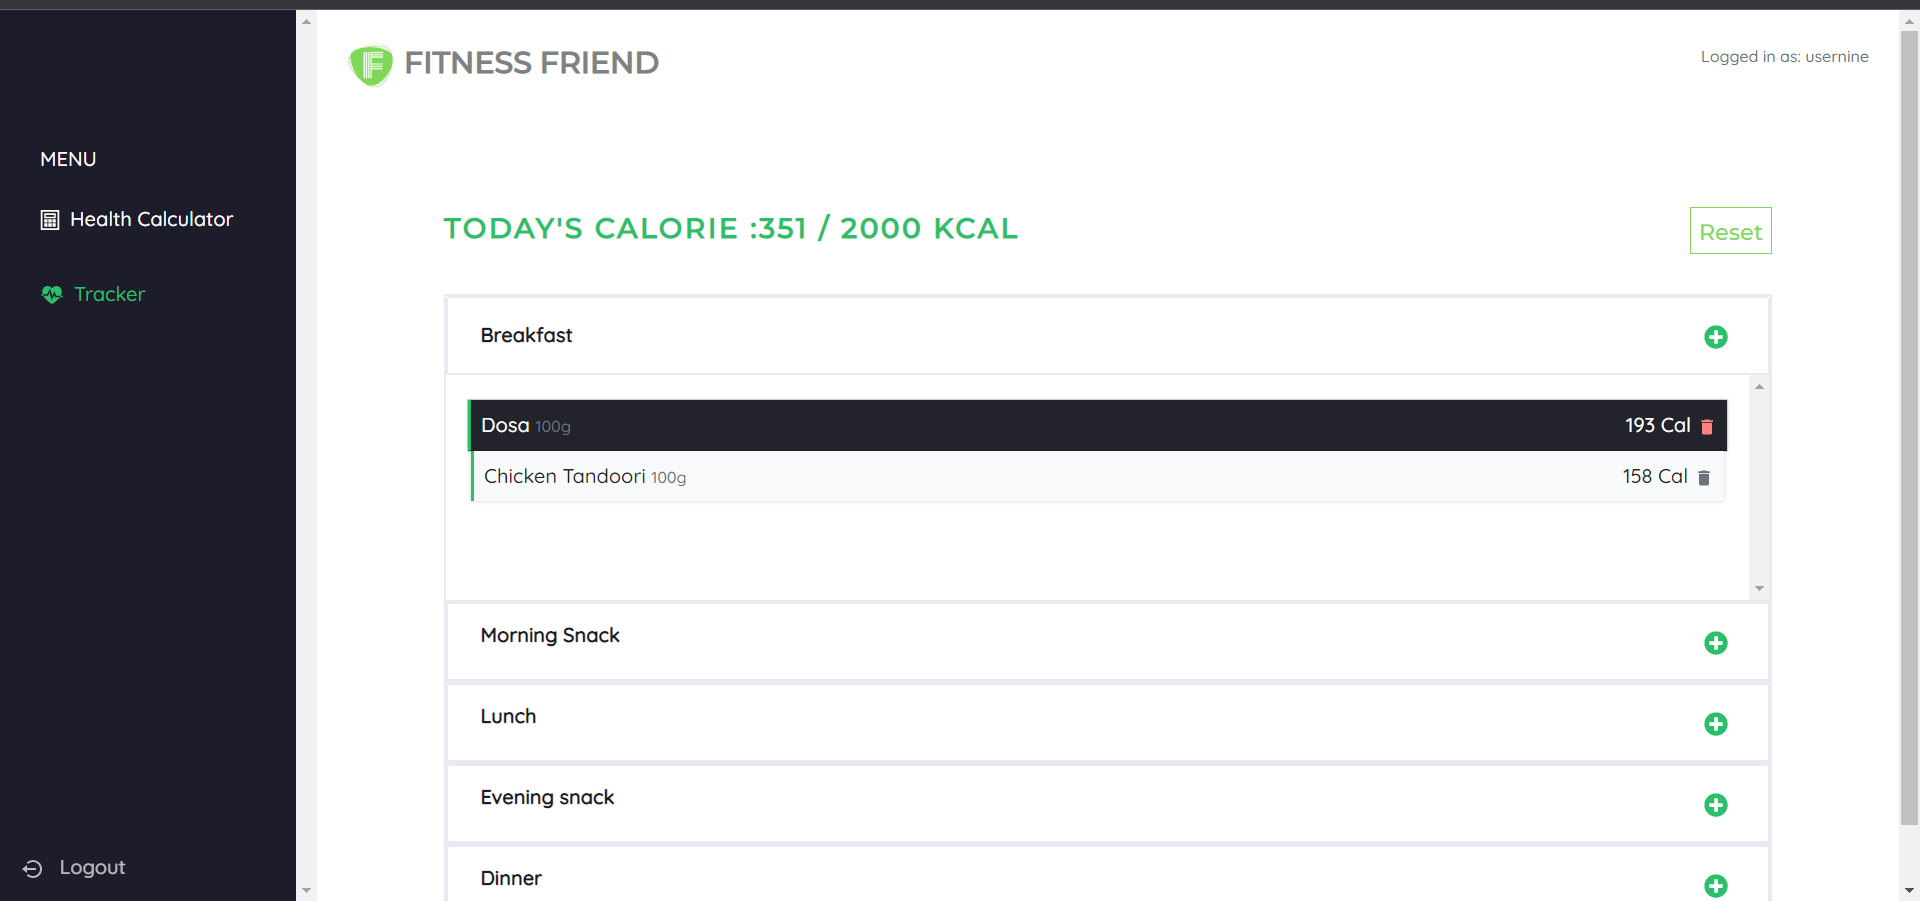 FITNESS FRIEND
Logged in as: usernine
MENU
Health Calculator
Tracker
Logout
TODAY'S CALORIE :351 / 2000 KCAL
Reset
Breakfast
Dosa 100g 193 Cal
Chicken Tandoori 100g 158 Cal
Morning Snack
Lunch
Evening snack
Dinner